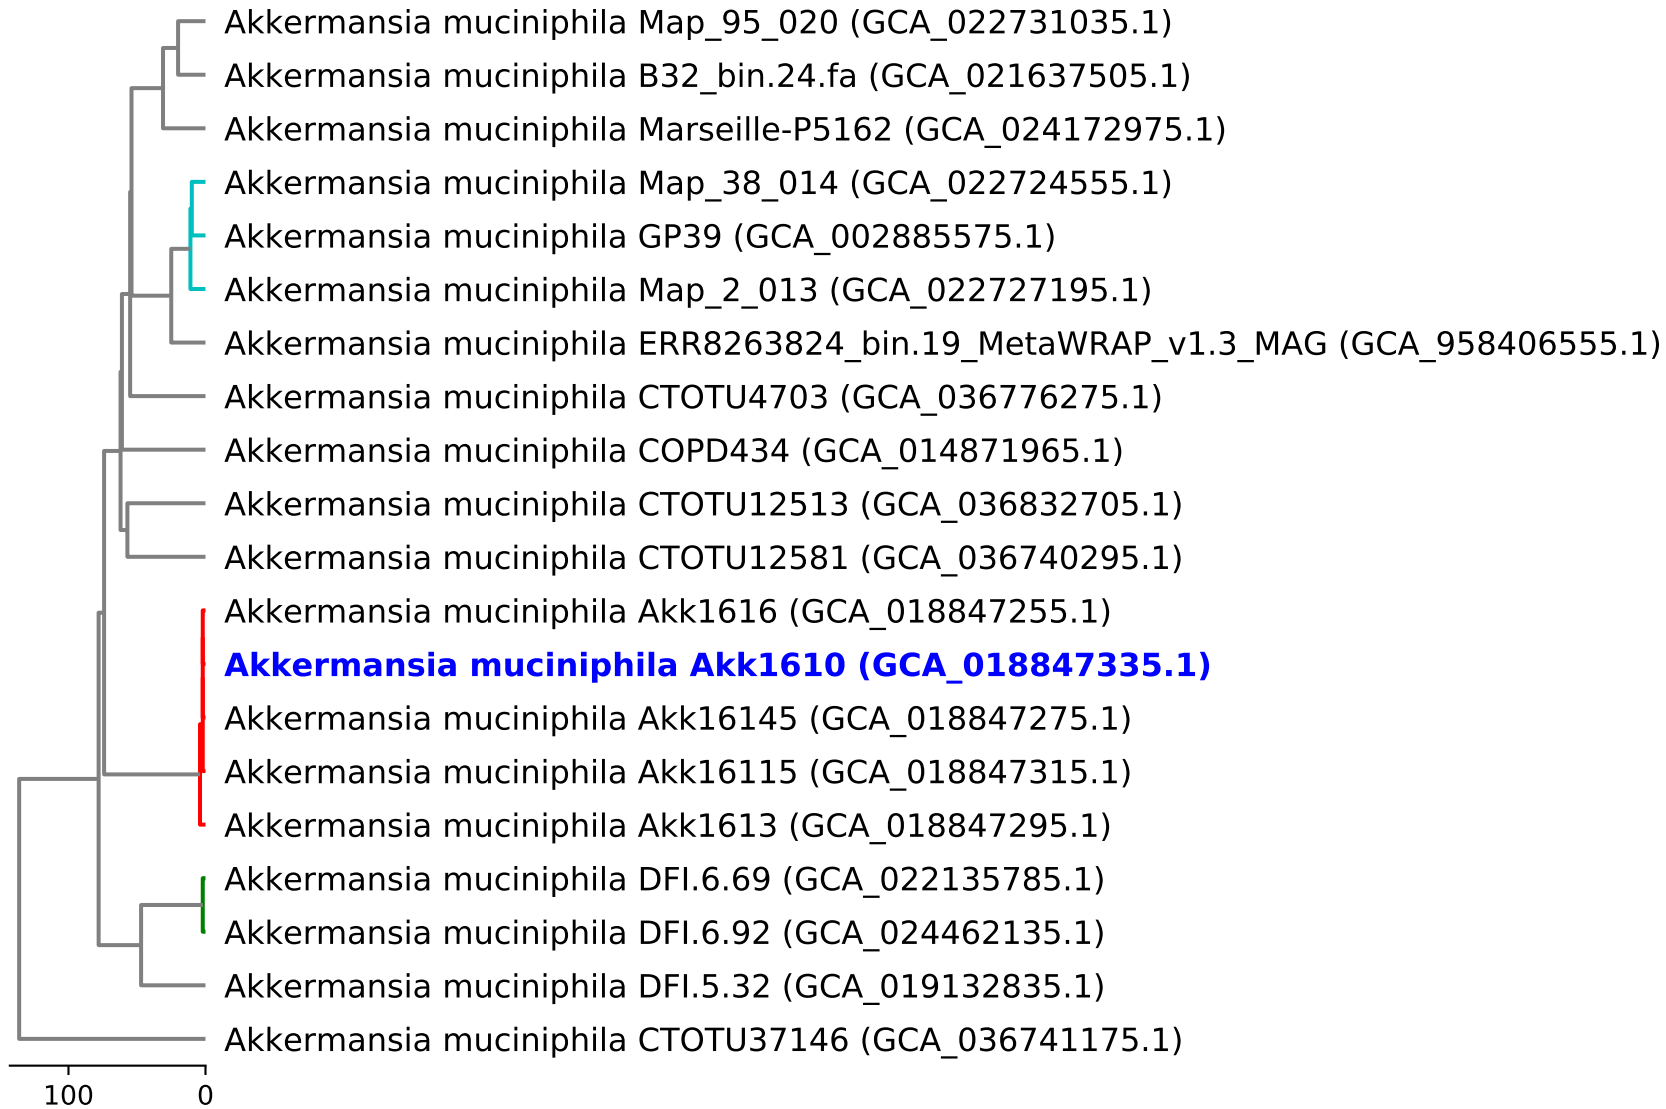 Akkermansia muciniphila Map_95_020 (GCA_022731035.1)
Akkermansia muciniphila B32_bin.24.fa (GCA_021637505.1)
Akkermansia muciniphila Marseille-P5162 (GCA_024172975.1)
Akkermansia muciniphila Map_38_014 (GCA_022724555.1)
Akkermansia muciniphila GP39 (GCA_002885575.1)
Akkermansia muciniphila Map_2_013 (GCA_022727195.1)
Akkermansia muciniphila ERR8263824_bin.19_MetaWRAP_v1.3_MAG (GCA_958406555.1)
Akkermansia muciniphila CTOTU4703 (GCA_036776275.1)
Akkermansia muciniphila COPD434 (GCA_014871965.1)
Akkermansia muciniphila CTOTU12513 (GCA_036832705.1)
Akkermansia muciniphila CTOTU12581 (GCA_036740295.1)
Akkermansia muciniphila Akk1616 (GCA_018847255.1)
Akkermansia muciniphila Akk1610 (GCA_018847335.1)
Akkermansia muciniphila Akk16145 (GCA_018847275.1)
Akkermansia muciniphila Akk16115 (GCA_018847315.1)
Akkermansia muciniphila Akk1613 (GCA_018847295.1)
Akkermansia muciniphila DFI.6.69 (GCA_022135785.1)
Akkermansia muciniphila DFI.6.92 (GCA_024462135.1)
Akkermansia muciniphila DFI.5.32 (GCA_019132835.1)
Akkermansia muciniphila CTOTU37146 (GCA_036741175.1)
100 0